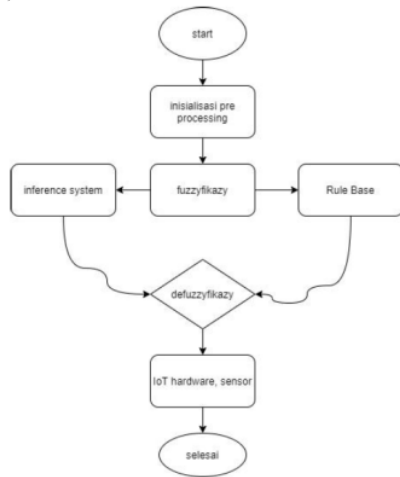 start
inisialisasi pre
processing
inference system
fuzzyfikazy
Rule Base
defuzzyfikazy
IoT hardware, sensor
selesai